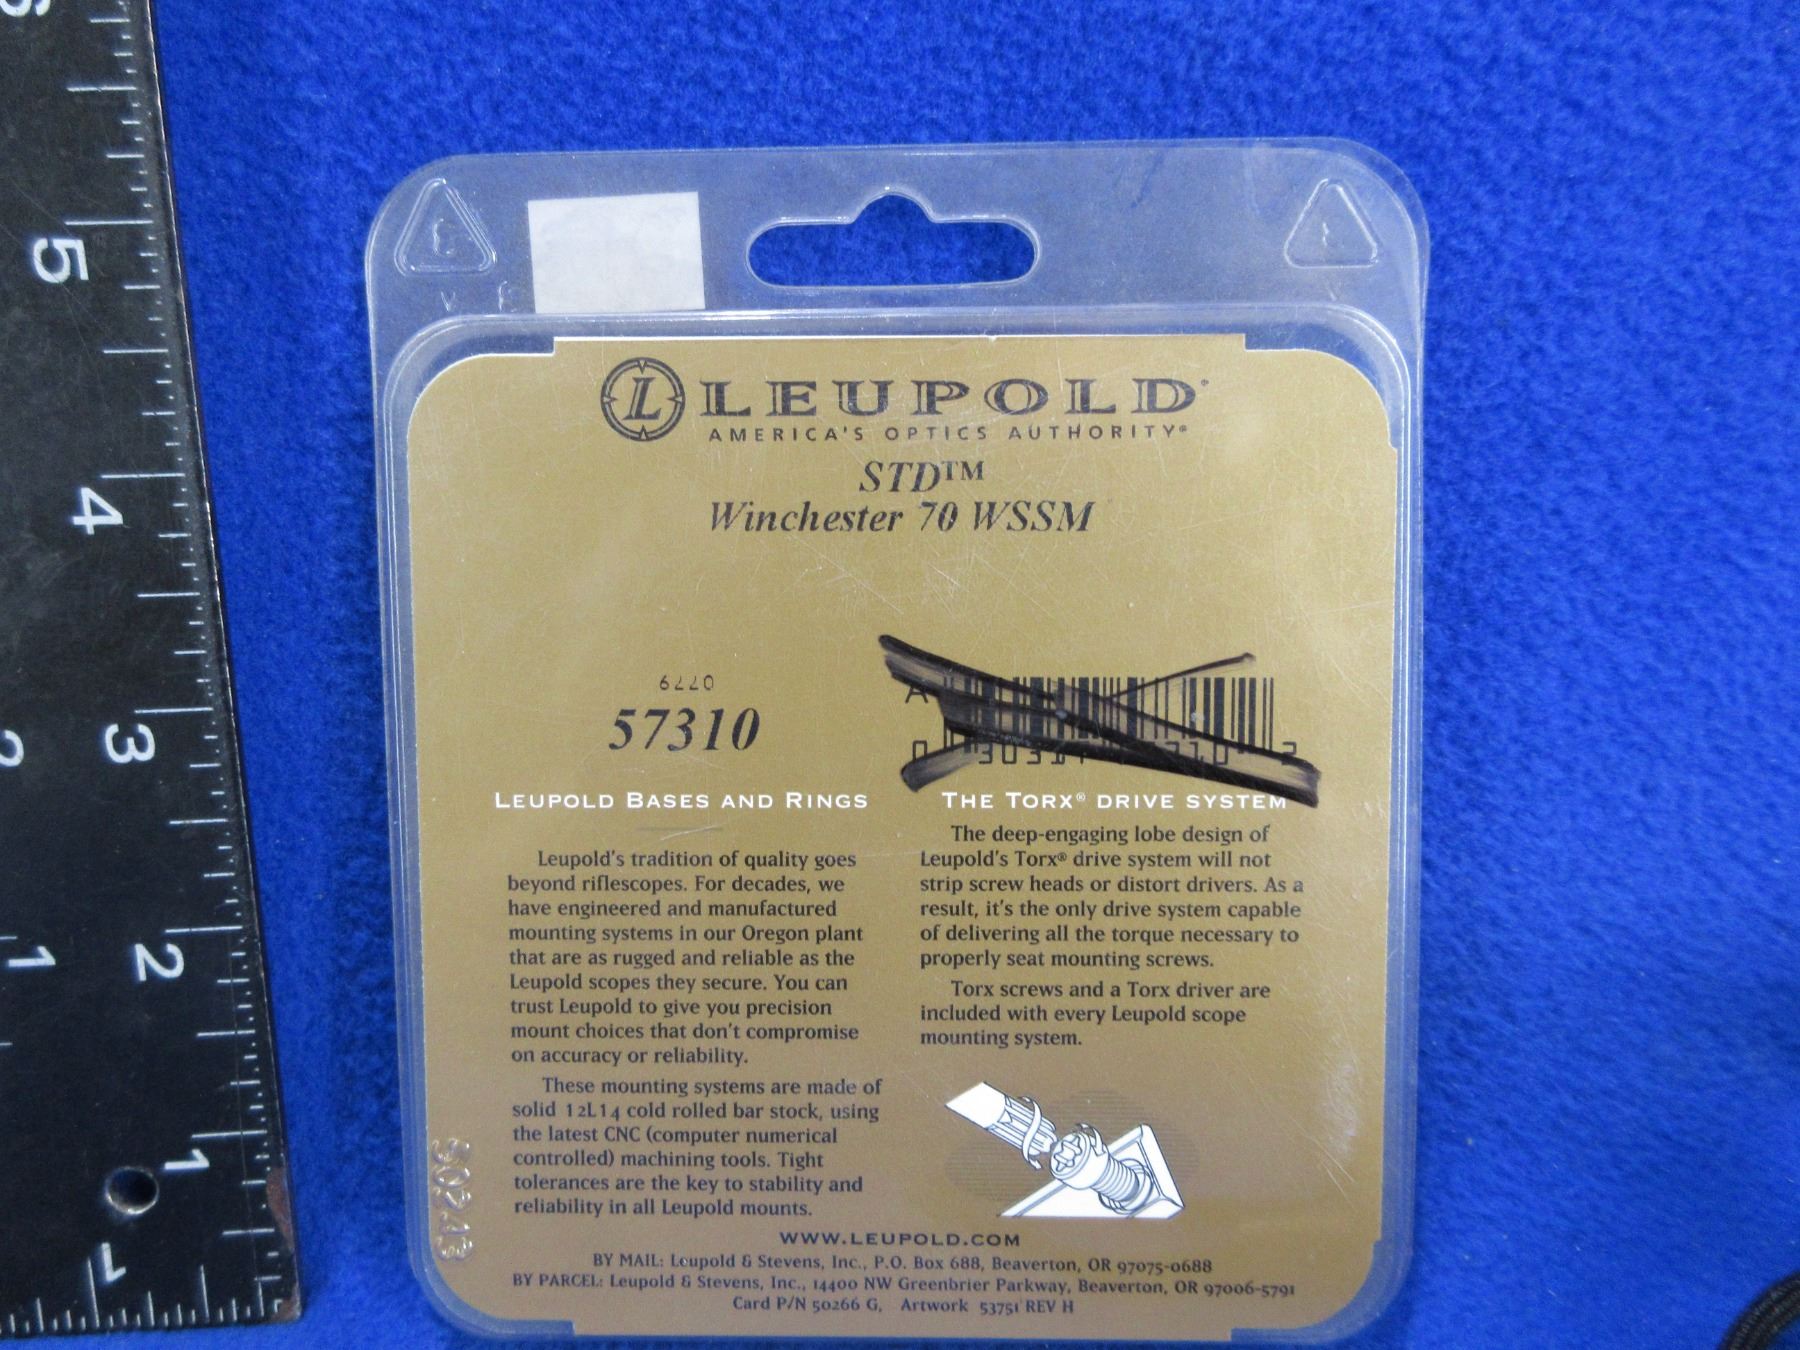 5
4
3
2
1
2
1
L LEUPOLD®
AMERICA'S OPTICS AUTHORITY®
STD™
Winchester 70 WSSM
0779
57310
LEUPOLD BASES AND RINGS
Leupold's tradition of quality goes
beyond riflescopes. For decades, we
have engineered and manufactured
mounting systems in our Oregon plant
that are as rugged and reliable as the
Leupold scopes they secure. You can
trust Leupold to give you precision
mount choices that don't compromise
on accuracy or reliability.
These mounting systems are made of
solid 12L14 cold rolled bar stock, using
the latest CNC (computer numerical
controlled) machining tools. Tight
tolerances are the key to stability and
reliability in all Leupold mounts.
A
THE TORX® DRIVE SYSTEM
The deep-engaging lobe design of
Leupold's Torx® drive system will not
strip screw heads or distort drivers. As a
result, it's the only drive system capable
of delivering all the torque necessary to
properly seat mounting screws.
Torx screws and a Torx driver are
included with every Leupold scope
mounting system.
50243
WWW.LEUPOLD.COM
BY MAIL: Leupold & Stevens, Inc., P.O. Box 688, Beaverton, OR 97075-0688
BY PARCEL: Leupold & Stevens, Inc., 14400 NW Greenbrier Parkway, Beaverton, OR 97006-5791
Card P/N 50266 G, Artwork 53751 REV H